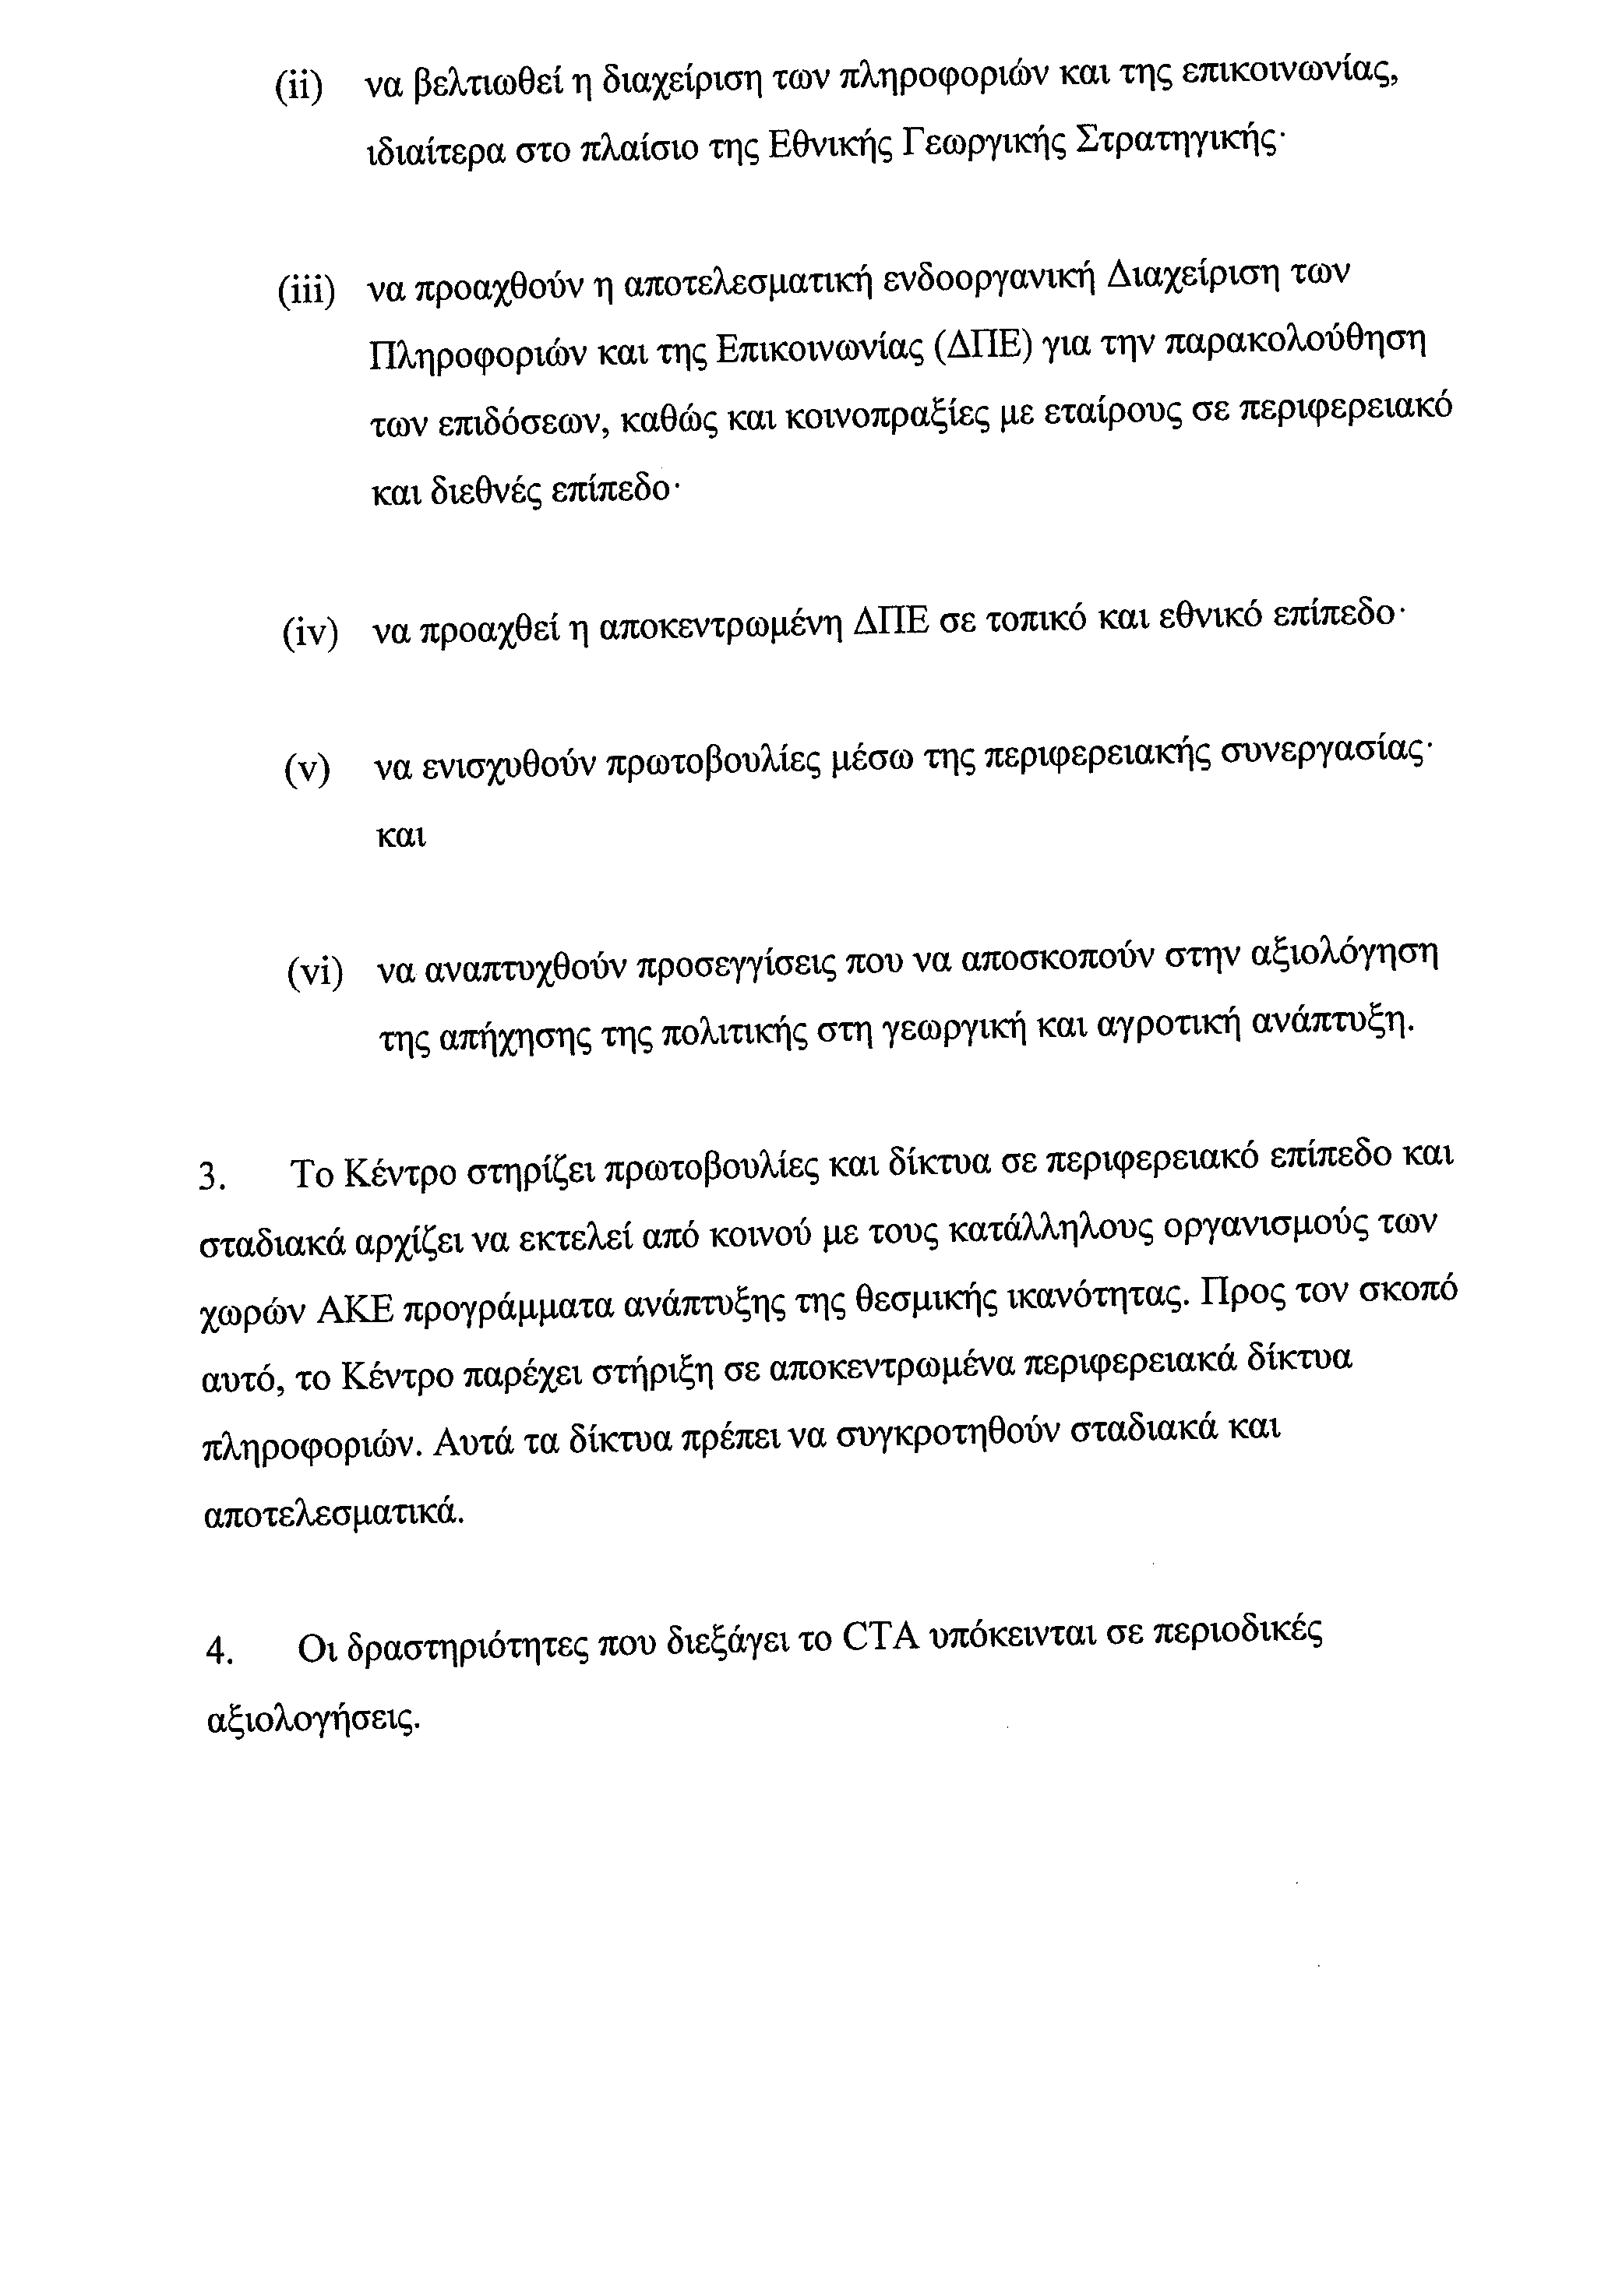 (ii) να βελτιωθεί η διαχείριση των πληροφοριών και της επικοινωνίας,
ιδιαίτερα στο πλαίσιο της Εθνικής Γεωργικής Στρατηγικής·
(iii) να προαχθούν η αποτελεσματική ενδοοργανική Διαχείριση των
Πληροφοριών και της Επικοινωνίας (ΔΠΕ) για την παρακολούθηση
των επιδόσεων, καθώς και κοινοπραξίες με εταίρους σε περιφερειακό
και διεθνές επίπεδο·
(iv) να προαχθεί η αποκεντρωμένη ΔΠΕ σε τοπικό και εθνικό επίπεδο·
(v) να ενισχυθούν πρωτοβουλίες μέσω της περιφερειακής συνεργασίας·
και
(vi) να αναπτυχθούν προσεγγίσεις που να αποσκοπούν στην αξιολόγηση
της απήχησης της πολιτικής στη γεωργική και αγροτική ανάπτυξη.
3. Το Κέντρο στηρίζει πρωτοβουλίες και δίκτυα σε περιφερειακό επίπεδο και
σταδιακά αρχίζει να εκτελεί από κοινού με τους κατάλληλους οργανισμούς των
χωρών ΑΚΕ προγράμματα ανάπτυξης της θεσμικής ικανότητας. Προς τον σκοπό
αυτό, το Κέντρο παρέχει στήριξη σε αποκεντρωμένα περιφερειακά δίκτυα
πληροφοριών. Αυτά τα δίκτυα πρέπει να συγκροτηθούν σταδιακά και
αποτελεσματικά.
4. Οι δραστηριότητες που διεξάγει το CTA υπόκεινται σε περιοδικές
αξιολογήσεις.